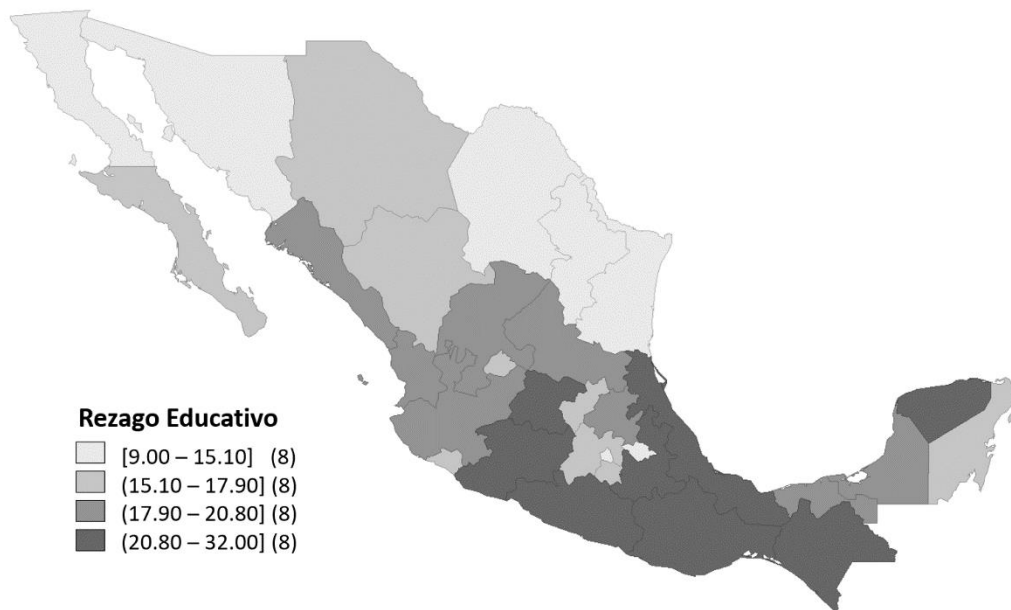 Rezago Educativo
[9.00 – 15.10] (8)
(15.10 – 17.90] (8)
(17.90 – 20.80] (8)
(20.80 – 32.00] (8)